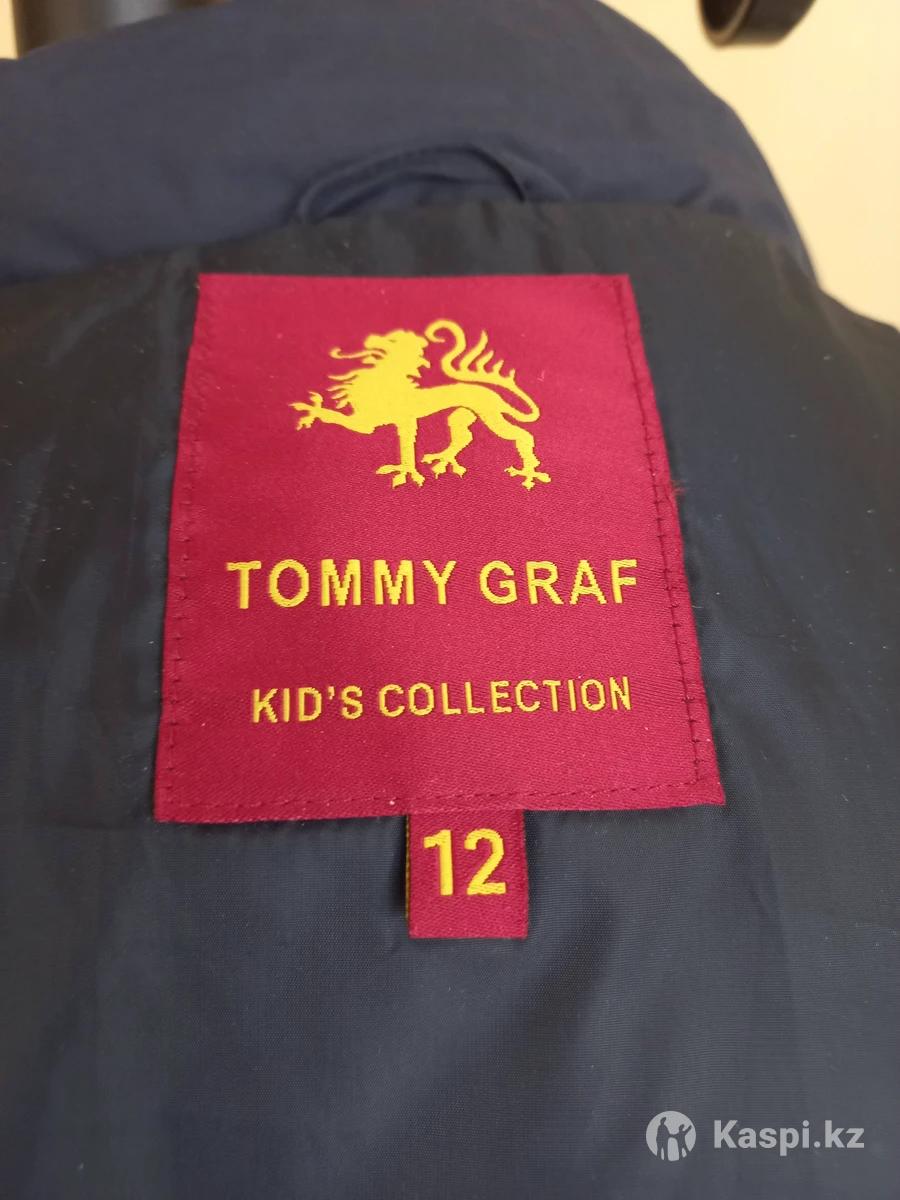 TOMMY GRAF
KID'S COLLECTION
12
Kaspi.kz